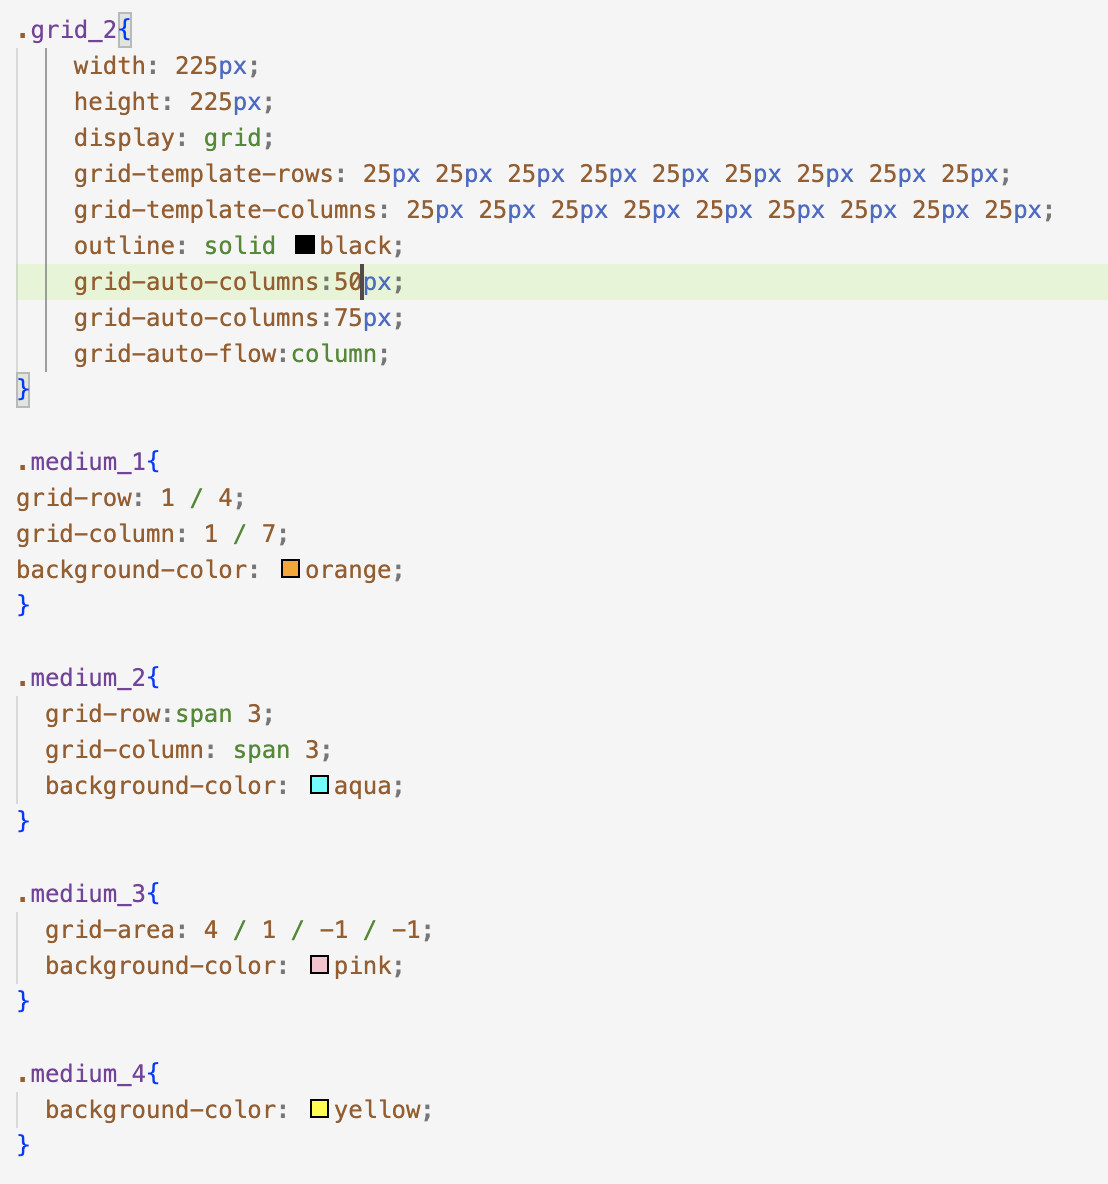 .grid_2{
    width: 225px;
    height: 225px;
    display: grid;
    grid-template-rows: 25px 25px 25px 25px 25px 25px 25px 25px 25px;
    grid-template-columns: 25px 25px 25px 25px 25px 25px 25px 25px 25px;
    outline: solid black;
    grid-auto-columns:50px;
    grid-auto-columns:75px;
    grid-auto-flow:column;
}

.medium_1{
grid-row: 1 / 4;
grid-column: 1 / 7;
background-color: orange;
}

.medium_2{
  grid-row:span 3;
  grid-column: span 3;
  background-color: aqua;
}

.medium_3{
  grid-area: 4 / 1 / -1 / -1;
  background-color: pink;
}

.medium_4{
  background-color: yellow;
}